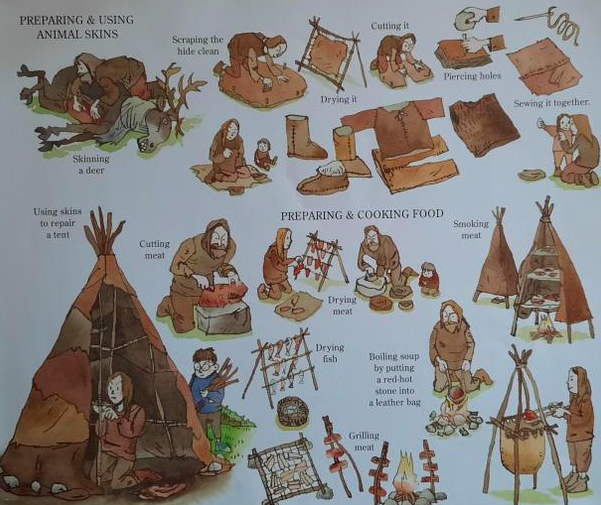 PREPARING & USING
ANIMAL SKINS
Scraping the
hide clean
Drying it
Cutting it
Piercing holes
Sewing it together.
Skinning
a deer
Using skins
to repair
a tent
PREPARING & COOKING FOOD
Cutting
meat
Drying
meat
Smoking
meat
Drying
fish
Boiling soup
by putting
a red-hot
stone into
a leather bag
Grilling
meat